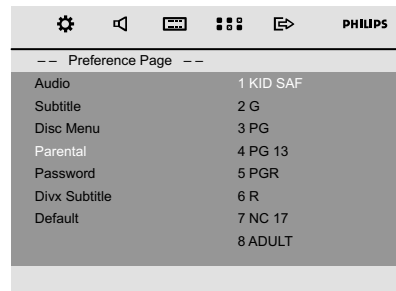 PHILIPS
-- Preference Page --
Audio 1 KID SAF
Subtitle 2 G
Disc Menu 3 PG
Parental 4 PG 13
Password 5 PGR
Divx Subtitle 6 R
Default 7 NC 17
8 ADULT